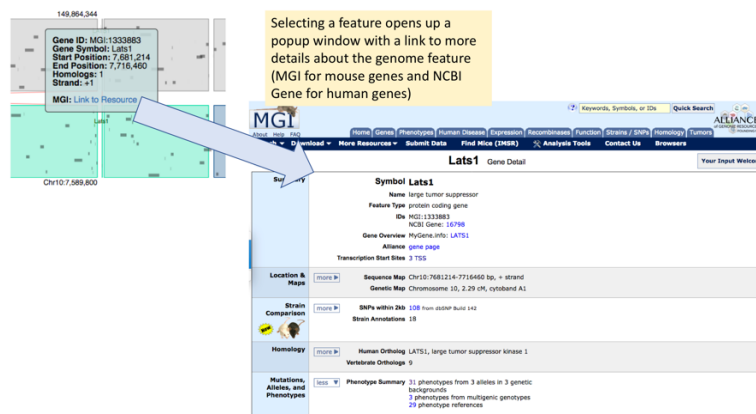 149,864,344
Gene ID: MGI:1333883
Gene Symbol: Lats1
Start Position: 7,681,214
End Position: 7,716,460
Homologs: 1
Strand: +1
MGI: Link to Resource
Lats1
Chr10:7,589,800
Selecting a feature opens up a
popup window with a link to more
details about the genome feature
(MGI for mouse genes and NCBI
Gene for human genes)
MGI
About Help FAQ
Keywords, Symbols, or IDs Quick Search
ALLIANCE
Home Genes Phenotypes Human Disease Expression Recombinases Function Strains / SNPs Homology Tumors
Download More Resources Submit Data Find Mice (IMSR) Analysis Tools Contact Us Browsers
Lats1 Gene Detail
Your Input Welcome
Symbol Lats1
Name large tumor suppressor
Feature Type protein coding gene
IDs MGI:1333883
NCBI Gene: 16798
Gene Overview MyGene.info: LATS1
Alliance gene page
Transcription Start Sites 3 TSS
Location &
Maps
more
Sequence Map Chr10:7681214-7716460 bp, + strand
Genetic Map Chromosome 10, 2.29 cM, cytoband A1
Strain
Comparison
more
SNPs within 2kb 108 from dbSNP Build 142
Strain Annotations 18
Homology
more
Human Ortholog LATS1, large tumor suppressor kinase 1
Vertebrate Orthologs 9
Mutations,
Alleles, and
Phenotypes
less
Phenotype Summary 31 phenotypes from 3 alleles in 3 genetic
backgrounds
3 phenotypes from multigenic genotypes
29 phenotype references